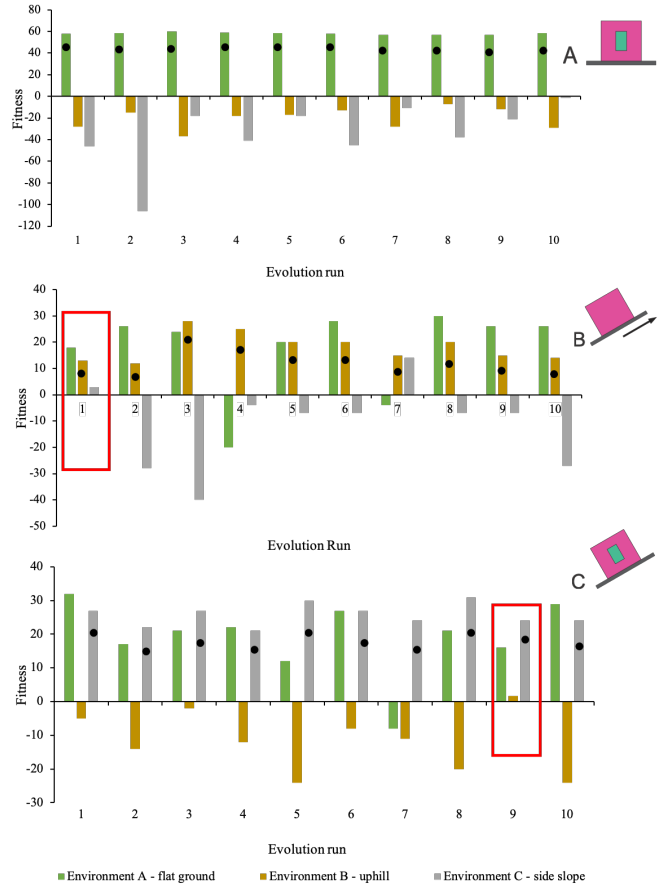 80
60
40
20
0
-20
-40
-60
-80
-100
-120
Fitness
1 2 3 4 5 6 7 8 9 10
Evolution run
A
40
30
20
10
0
-10
-20
-30
-40
-50
Fitness
1 2 3 4 5 6 7 8 9 10
Evolution Run
B
40
30
20
10
0
-10
-20
-30
Fitness
1 2 3 4 5 6 7 8 9 10
Evolution run
C
Environment A - flat ground Environment B - uphill Environment C - side slope